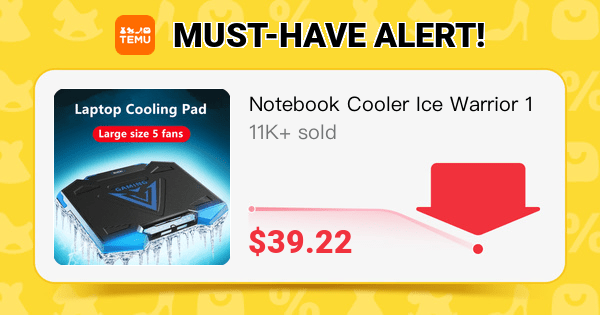 TEMU
MUST-HAVE ALERT!
Laptop Cooling Pad
Large size 5 fans
GAMING
Notebook Cooler Ice Warrior 1
11K+ sold
$39.22